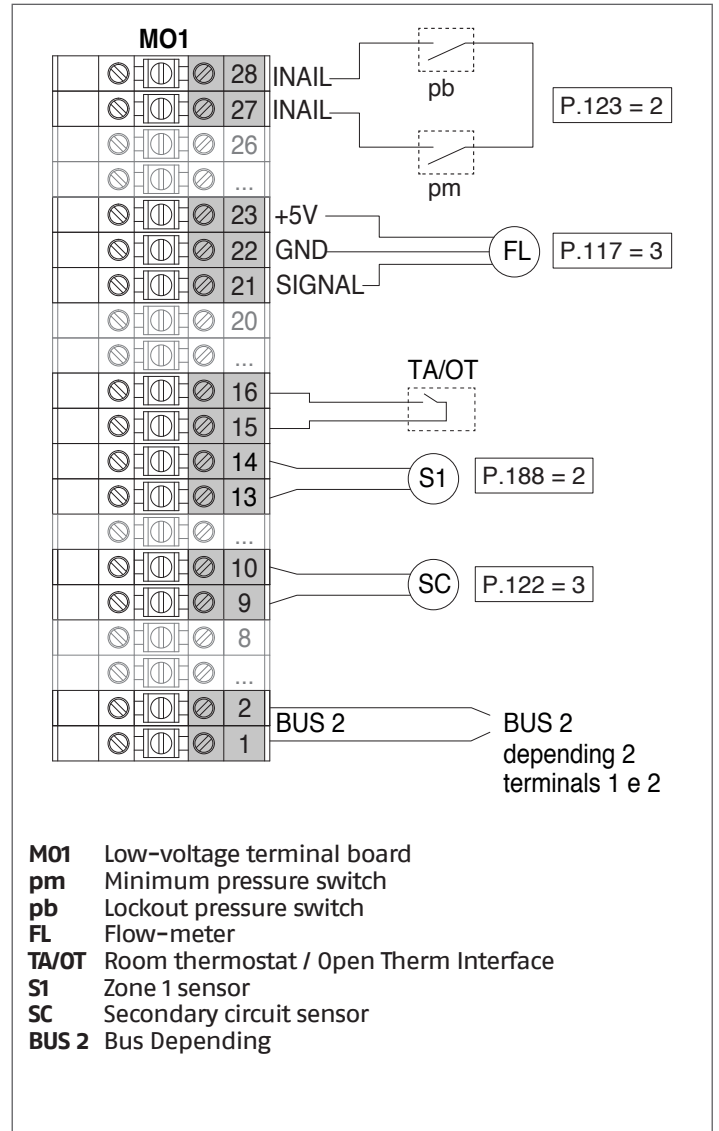 MO1
28 INAIL
pb
27 INAIL
P.123 = 2
26
pm
...
23 +5V
22 GND FL P.117 = 3
21 SIGNAL
20
...
TA/OT
16
15
14
S1 P.188 = 2
13
...
10
SC P.122 = 3
9
8
...
2
BUS 2 BUS 2
1
depending 2
terminals 1 e 2
M01 Low-voltage terminal board
pm Minimum pressure switch
pb Lockout pressure switch
FL Flow-meter
TA/OT Room thermostat / Open Therm Interface
S1 Zone 1 sensor
SC Secondary circuit sensor
BUS 2 Bus Depending